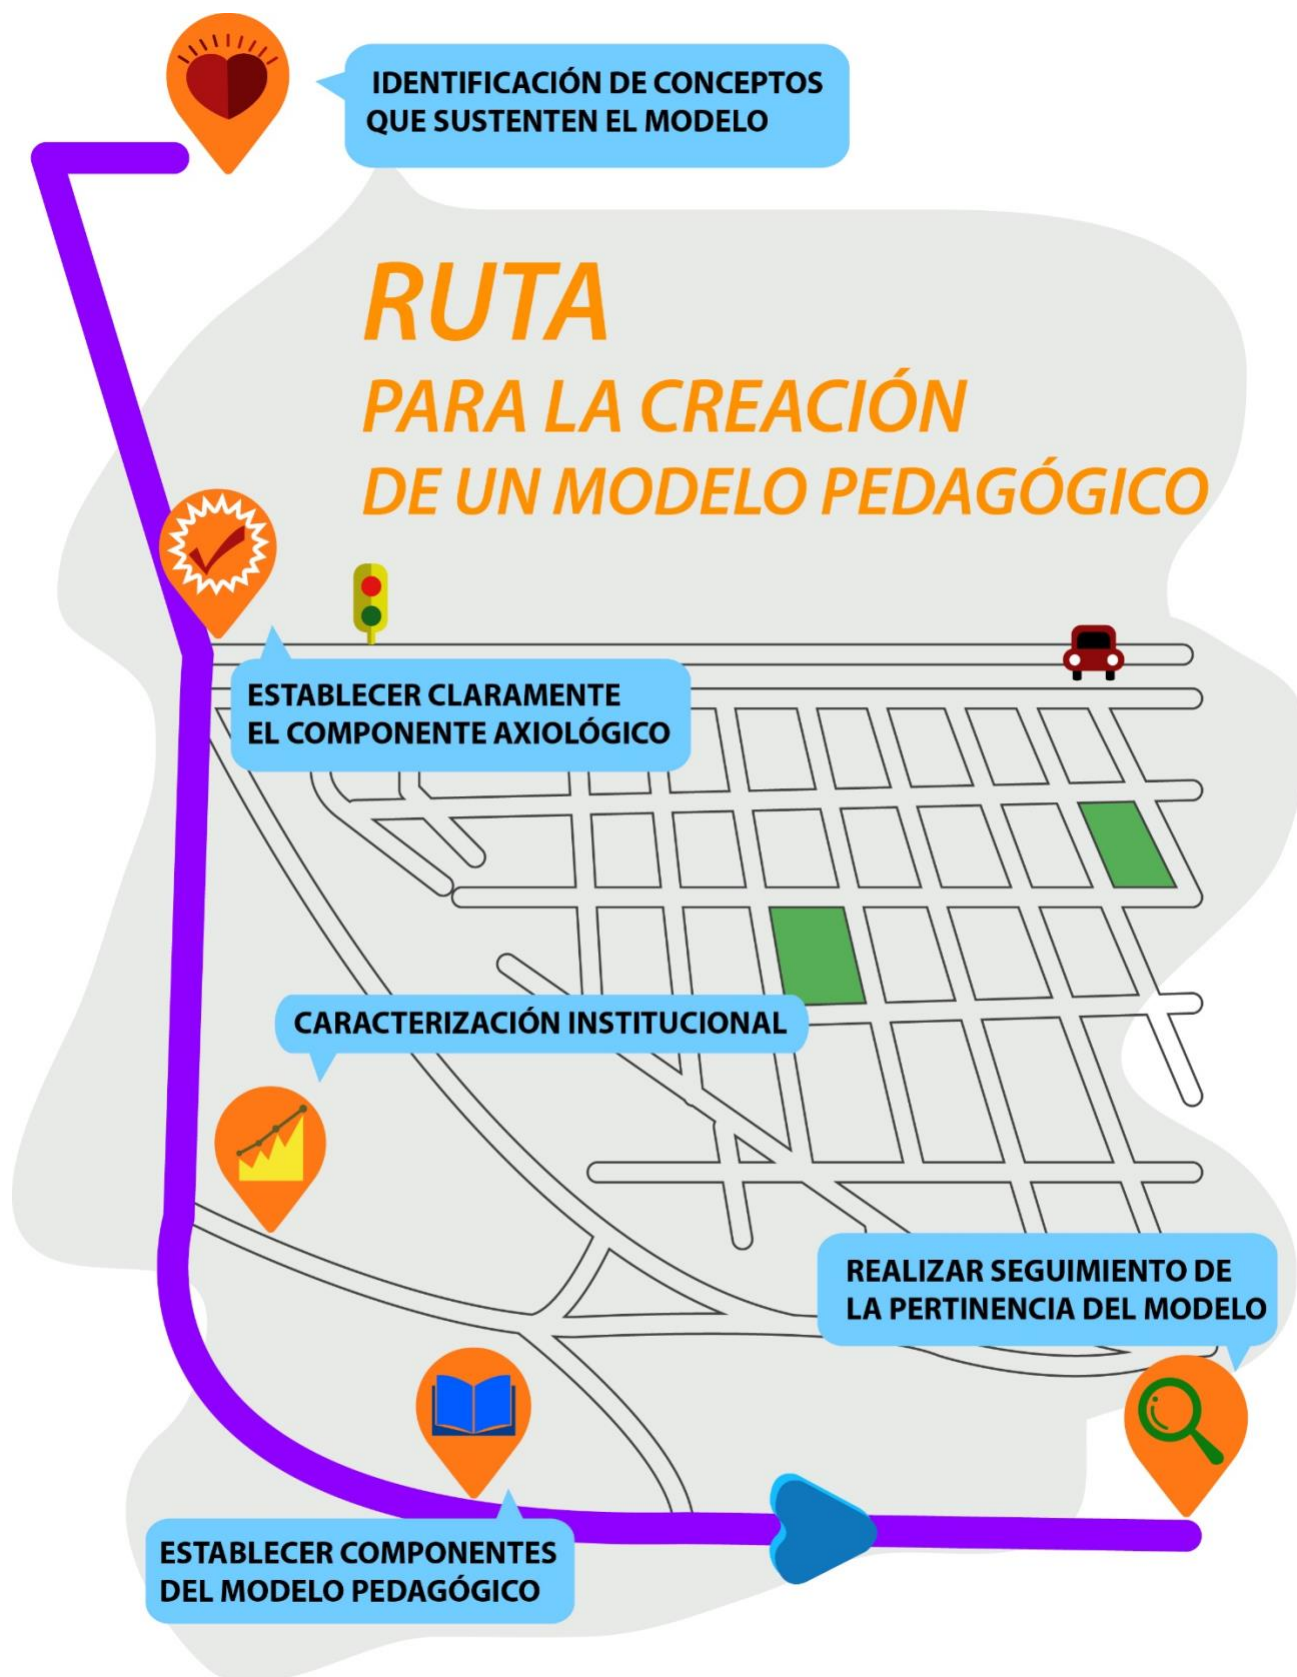 IDENTIFICACIÓN DE CONCEPTOS
QUE SUSTENTEN EL MODELO
RUTA
PARA LA CREACIÓN
DE UN MODELO PEDAGÓGICO
ESTABLECER CLARAMENTE
EL COMPONENTE AXIOLÓGICO
CARACTERIZACIÓN INSTITUCIONAL
REALIZAR SEGUIMIENTO DE
LA PERTINENCIA DEL MODELO
ESTABLECER COMPONENTES
DEL MODELO PEDAGÓGICO